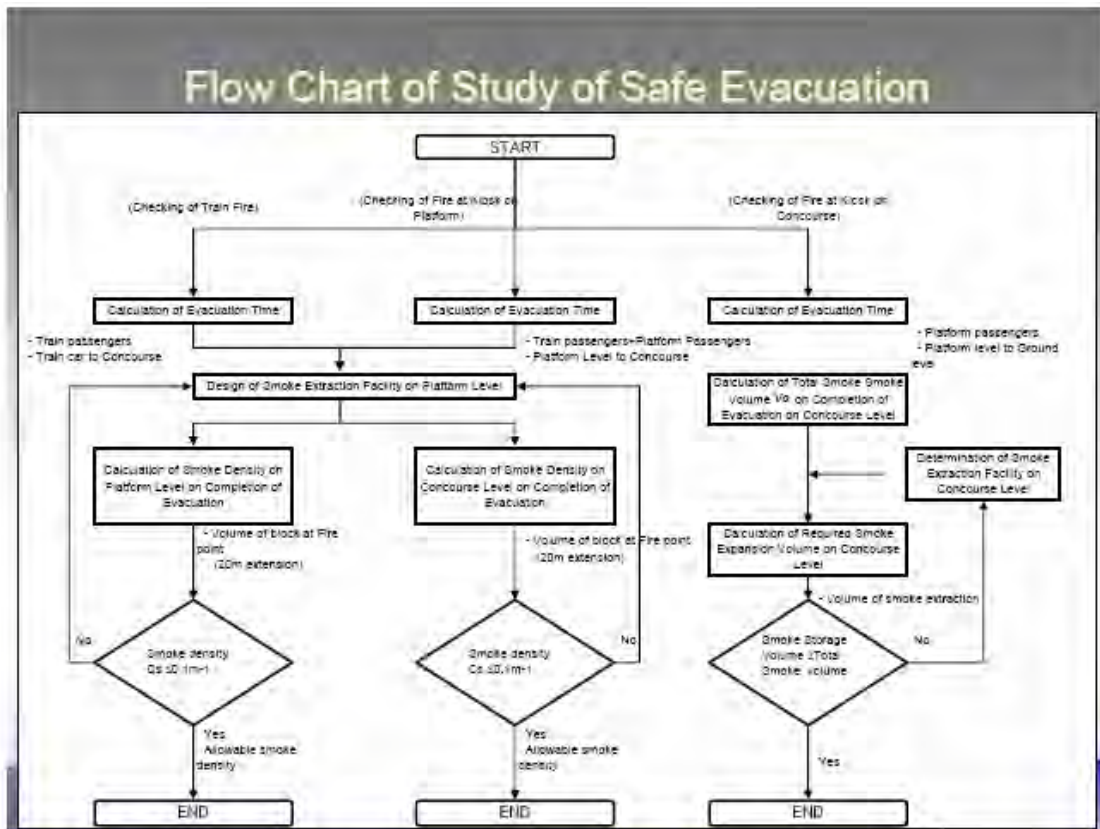 Flow Chart of Study of Safe Evacuation
START
(Checking of Train Fire)
(Checking of Fire at Kiosk on
Platform)
(Checking of Fire at Kiosk on
Concourse)
Calculation of Evacuation Time
Calculation of Evacuation Time
Calculation of Evacuation Time
- Train passengers
- Train car to Concourse
- Train passengers+Platform Passengers
- Platform Level to Concourse
- Platform passengers
- Platform level to Ground
level
Design of Smoke Extraction Facility on Platform Level
Calculation of Total Smoke Smoke
Volume Vo on Completion of
Evacuation on Concourse Level
Calculation of Smoke Density on
Platform Level on Completion of
Evacuation
Calculation of Smoke Density on
Concourse Level on Completion of
Evacuation
Determination of Smoke
Extraction Facility on
Concourse Level
- Volume of block at Fire
point
(20m extension)
- Volume of block at Fire point
(20m extension)
Calculation of Required Smoke
Expansion Volume on Concourse
Level
- Volume of smoke extraction
No
Smoke density
Cs ≤0.1m-1
Smoke density
Cs ≤0.1m-1
No
Smoke Storage
Volume ≥Total
Smoke volume
No
Yes
Allowable smoke
density
Yes
Allowable smoke
density
Yes
END
END
END